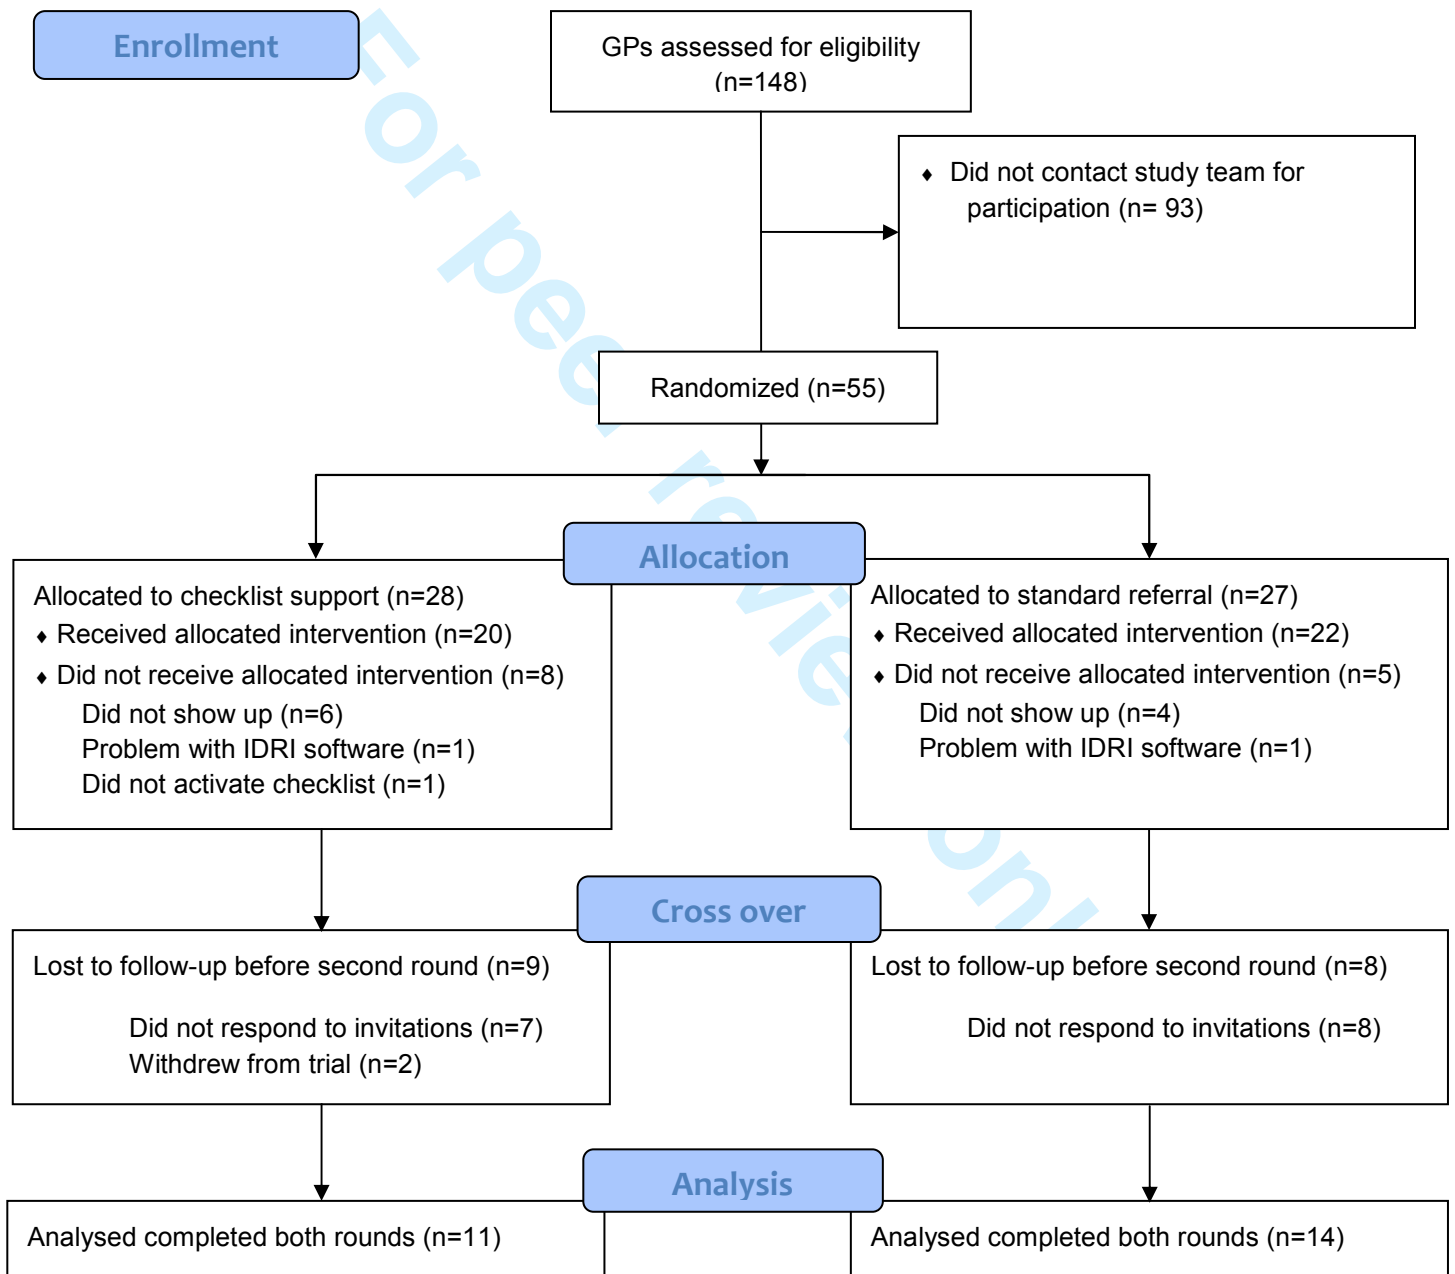 Enrollment
GPs assessed for eligibility
(n=148)
♦ Did not contact study team for
participation (n= 93)
Randomized (n=55)
Allocation
Allocated to checklist support (n=28)
♦ Received allocated intervention (n=20)
♦ Did not receive allocated intervention (n=8)
Did not show up (n=6)
Problem with IDRI software (n=1)
Did not activate checklist (n=1)
Allocated to standard referral (n=27)
♦ Received allocated intervention (n=22)
♦ Did not receive allocated intervention (n=5)
Did not show up (n=4)
Problem with IDRI software (n=1)
Cross over
Lost to follow-up before second round (n=9)
Did not respond to invitations (n=7)
Withdrew from trial (n=2)
Lost to follow-up before second round (n=8)
Did not respond to invitations (n=8)
Analysis
Analysed completed both rounds (n=11)
Analysed completed both rounds (n=14)
For peer review onl